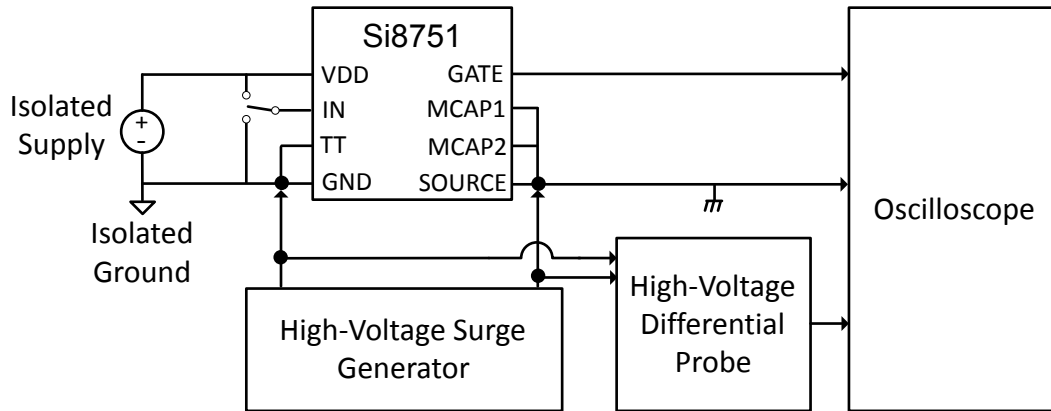 Si8751
VDD
GATE
IN
MCAP1
TT
MCAP2
GND
SOURCE
Isolated
Supply
+
-
Isolated
Ground
High-Voltage Surge
Generator
High-Voltage
Differential
Probe
Oscilloscope